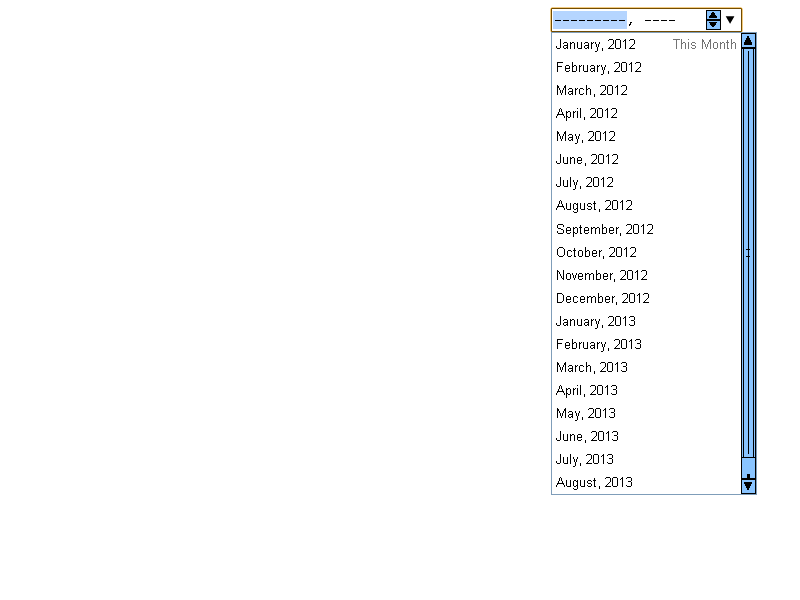 ---------, ----
January, 2012 This Month
February, 2012
March, 2012
April, 2012
May, 2012
June, 2012
July, 2012
August, 2012
September, 2012
October, 2012
November, 2012
December, 2012
January, 2013
February, 2013
March, 2013
April, 2013
May, 2013
June, 2013
July, 2013
August, 2013